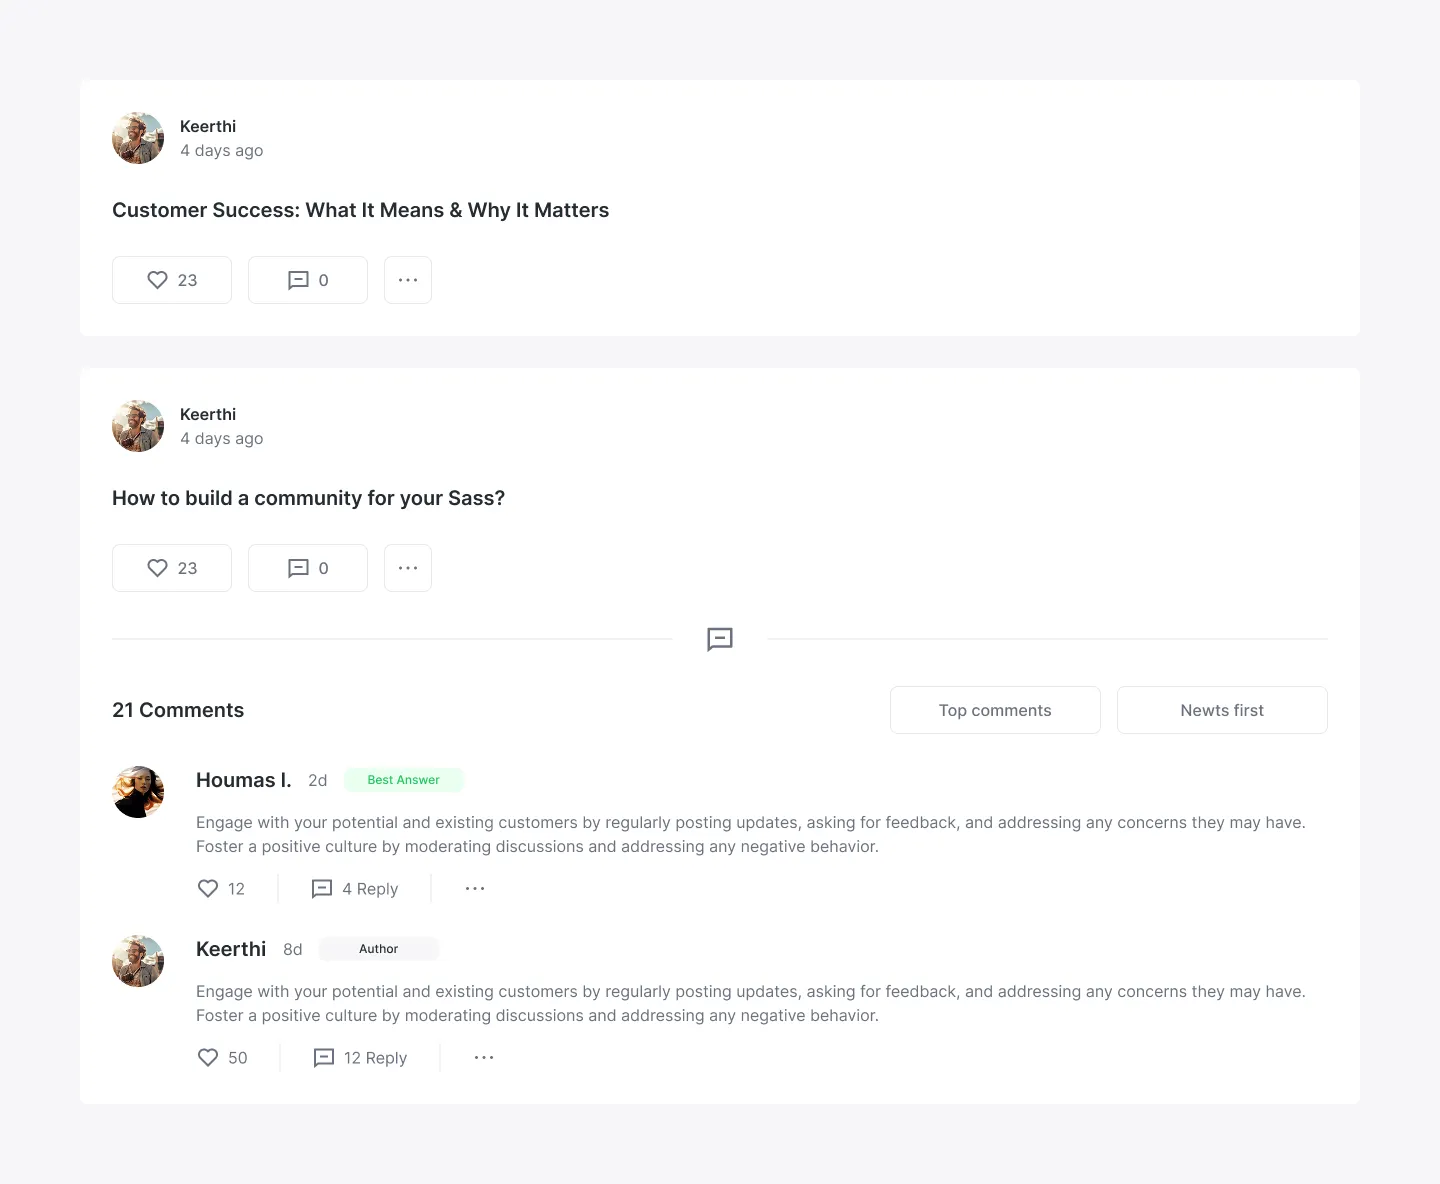 Keerthi
4 days ago
Customer Success: What It Means & Why It Matters
23
0
Keerthi
4 days ago
How to build a community for your Sass?
23
0
21 Comments
Top comments
Newts first
Houmas I.
2d
Best Answer
Engage with your potential and existing customers by regularly posting updates, asking for feedback, and addressing any concerns they may have.
Foster a positive culture by moderating discussions and addressing any negative behavior.
12
4 Reply
Keerthi
8d
Author
Engage with your potential and existing customers by regularly posting updates, asking for feedback, and addressing any concerns they may have.
Foster a positive culture by moderating discussions and addressing any negative behavior.
50
12 Reply